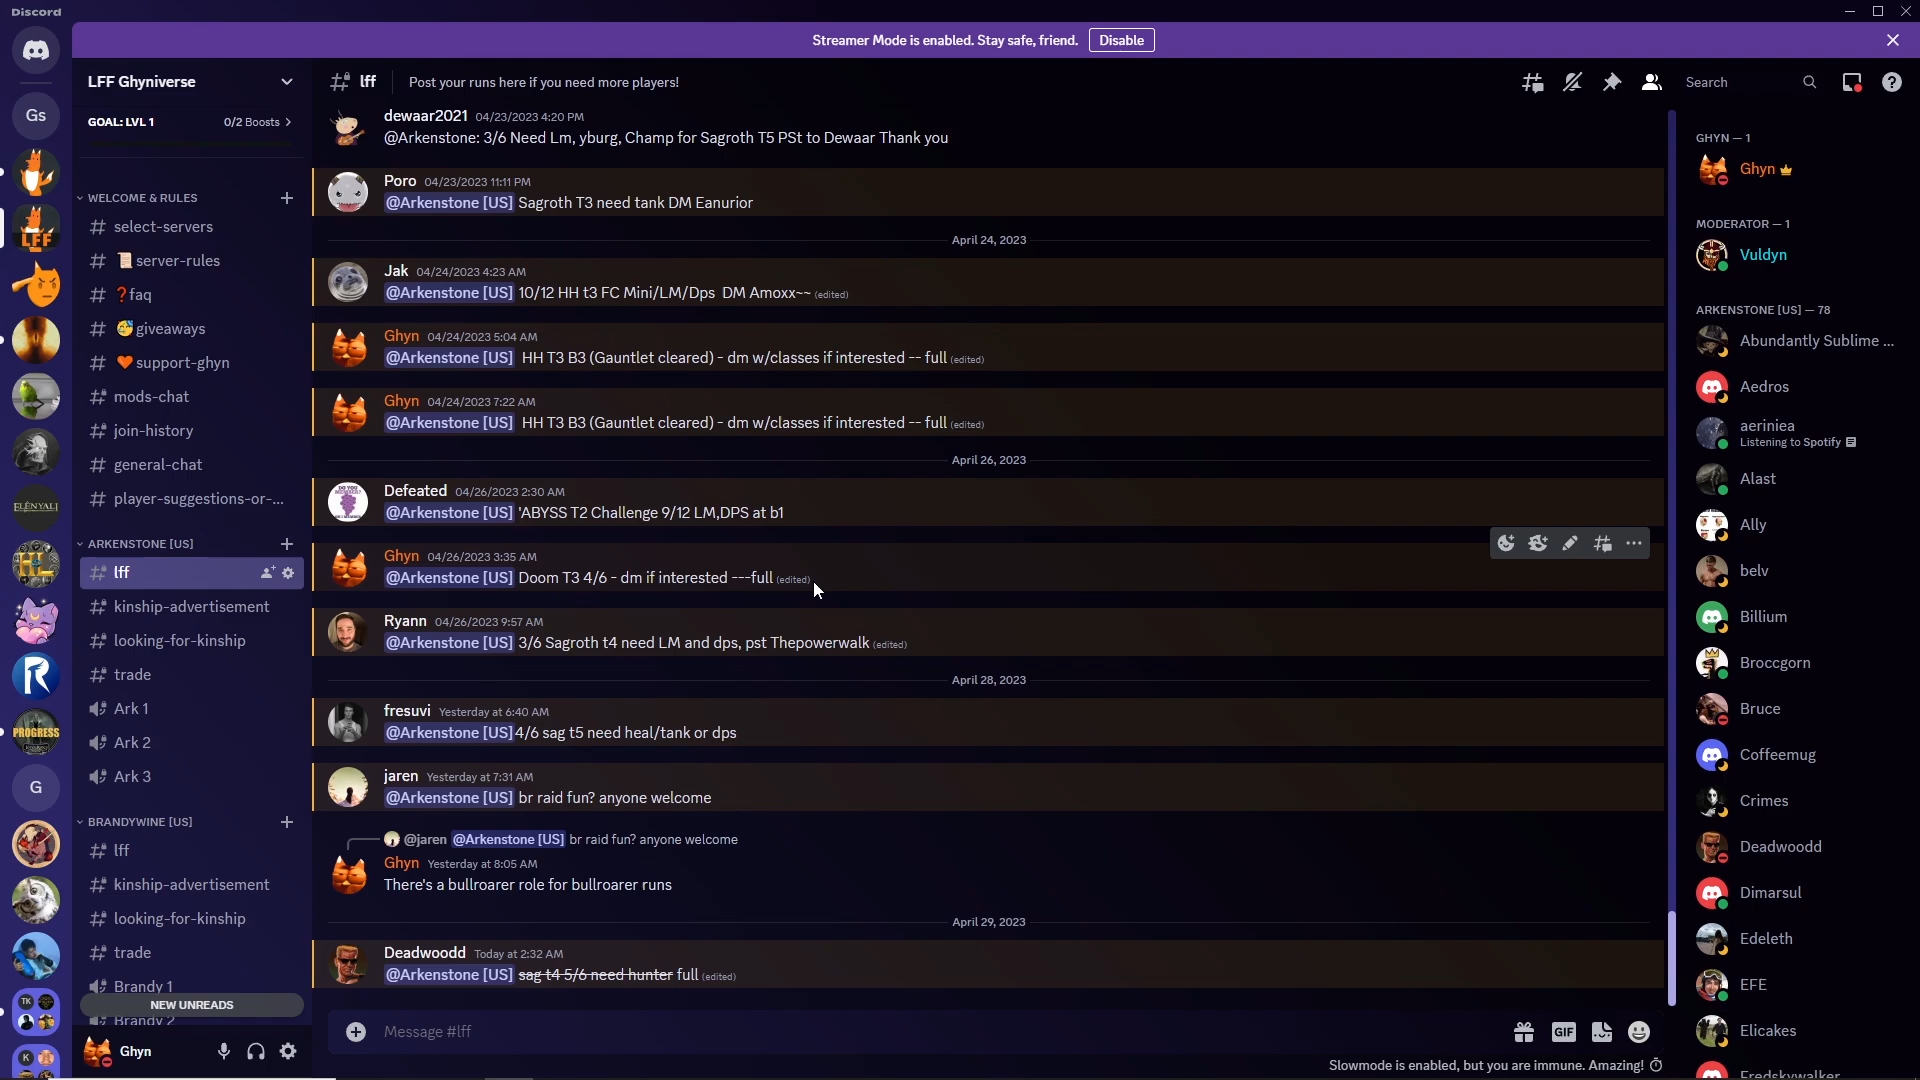 Discord
Streamer Mode is enabled. Stay safe, friend. Disable
LFF Ghyniverse
lff
Post your runs here if you need more players!
Search
Gs
LFF
ELENYALI
PROGRESS
G
TK
K
GOAL: LVL 1 0/2 Boosts
WELCOME & RULES
select-servers
server-rules
faq
giveaways
support-ghyn
mods-chat
join-history
general-chat
player-suggestions-or-...
ARKENSTONE [US]
lff
kinship-advertisement
looking-for-kinship
trade
Ark 1
Ark 2
Ark 3
BRANDYWINE [US]
lff
kinship-advertisement
looking-for-kinship
trade
Brandy 1
NEW UNREADS
Brandy 2
Ghyn
dewaar2021 04/23/2023 4:20 PM
@Arkenstone: 3/6 Need Lm, yburg, Champ for Sagroth T5 PSt to Dewaar Thank you
Poro 04/23/2023 11:11 PM
@Arkenstone [US] Sagroth T3 need tank DM Eanurior
April 24, 2023
Jak 04/24/2023 4:23 AM
@Arkenstone [US] 10/12 HH t3 FC Mini/LM/Dps DM Amoxx~~ (edited)
Ghyn 04/24/2023 5:04 AM
@Arkenstone [US] HH T3 B3 (Gauntlet cleared) - dm w/classes if interested -- full (edited)
Ghyn 04/24/2023 7:22 AM
@Arkenstone [US] HH T3 B3 (Gauntlet cleared) - dm w/classes if interested -- full (edited)
April 26, 2023
Defeated 04/26/2023 2:30 AM
@Arkenstone [US] 'ABYSS T2 Challenge 9/12 LM,DPS at b1
Ghyn 04/26/2023 3:35 AM
@Arkenstone [US] Doom T3 4/6 - dm if interested ---full (edited)
Ryann 04/26/2023 9:57 AM
@Arkenstone [US] 3/6 Sagroth t4 need LM and dps, pst Thepowerwalk (edited)
April 28, 2023
fresuvi Yesterday at 6:40 AM
@Arkenstone [US]4/6 sag t5 need heal/tank or dps
jaren Yesterday at 7:31 AM
@Arkenstone [US] br raid fun? anyone welcome
@jaren @Arkenstone [US] br raid fun? anyone welcome
Ghyn Yesterday at 8:05 AM
There's a bullroarer role for bullroarer runs
April 29, 2023
Deadwoodd Today at 2:32 AM
@Arkenstone [US] sag t4 5/6 need hunter full (edited)
Message #lff
GIF
Slowmode is enabled, but you are immune. Amazing!
GHYN — 1
Ghyn
MODERATOR — 1
Vuldyn
ARKENSTONE [US] — 78
Abundantly Sublime ...
Aedros
aeriniea
Listening to Spotify
Alast
Ally
belv
Billium
Broccgorn
Bruce
Coffeemug
Crimes
Deadwoodd
Dimarsul
Edeleth
EFE
Elicakes
Fredskywalker